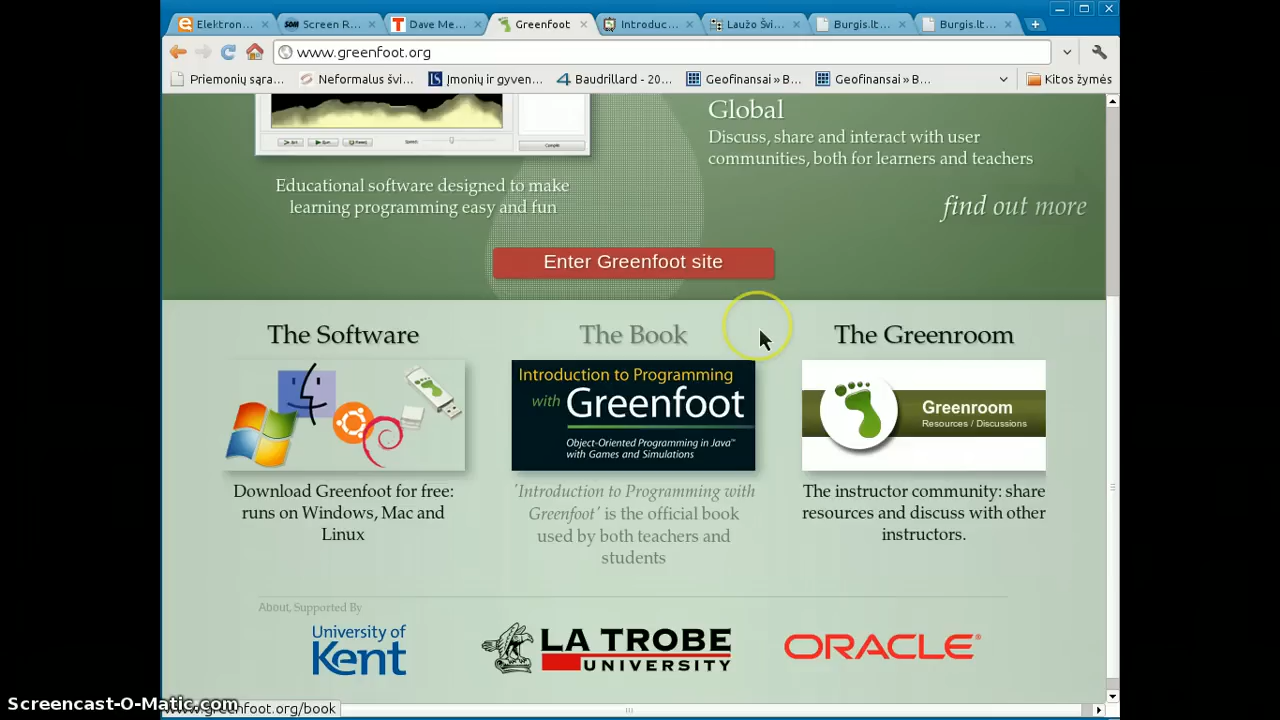 Elektron...
Screen R...
Dave Me...
Greenfoot
Introduc...
Laužo Švi...
Burgis.lt...
Burgis.lt...
www.greenfoot.org
Priemonių sąra...
Neformalus švi...
Įmonių ir gyven...
Baudrillard - 20...
Geofinansai » B...
Geofinansai » B...
Kitos žymės
Global
Discuss, share and interact with user
communities, both for learners and teachers
Educational software designed to make
learning programming easy and fun
find out more
Enter Greenfoot site
The Software
The Book
The Greenroom
Introduction to Programming
with Greenfoot
Object-Oriented Programming in Java™
with Games and Simulations
Greenroom
Resources / Discussions
Download Greenfoot for free:
runs on Windows, Mac and
Linux
'Introduction to Programming with
Greenfoot' is the official book
used by both teachers and
students
The instructor community: share
resources and discuss with other
instructors.
About, Supported By
University of
Kent
LA TROBE
UNIVERSITY
ORACLE®
Screencast-O-Matic.com
www.greenfoot.org/book